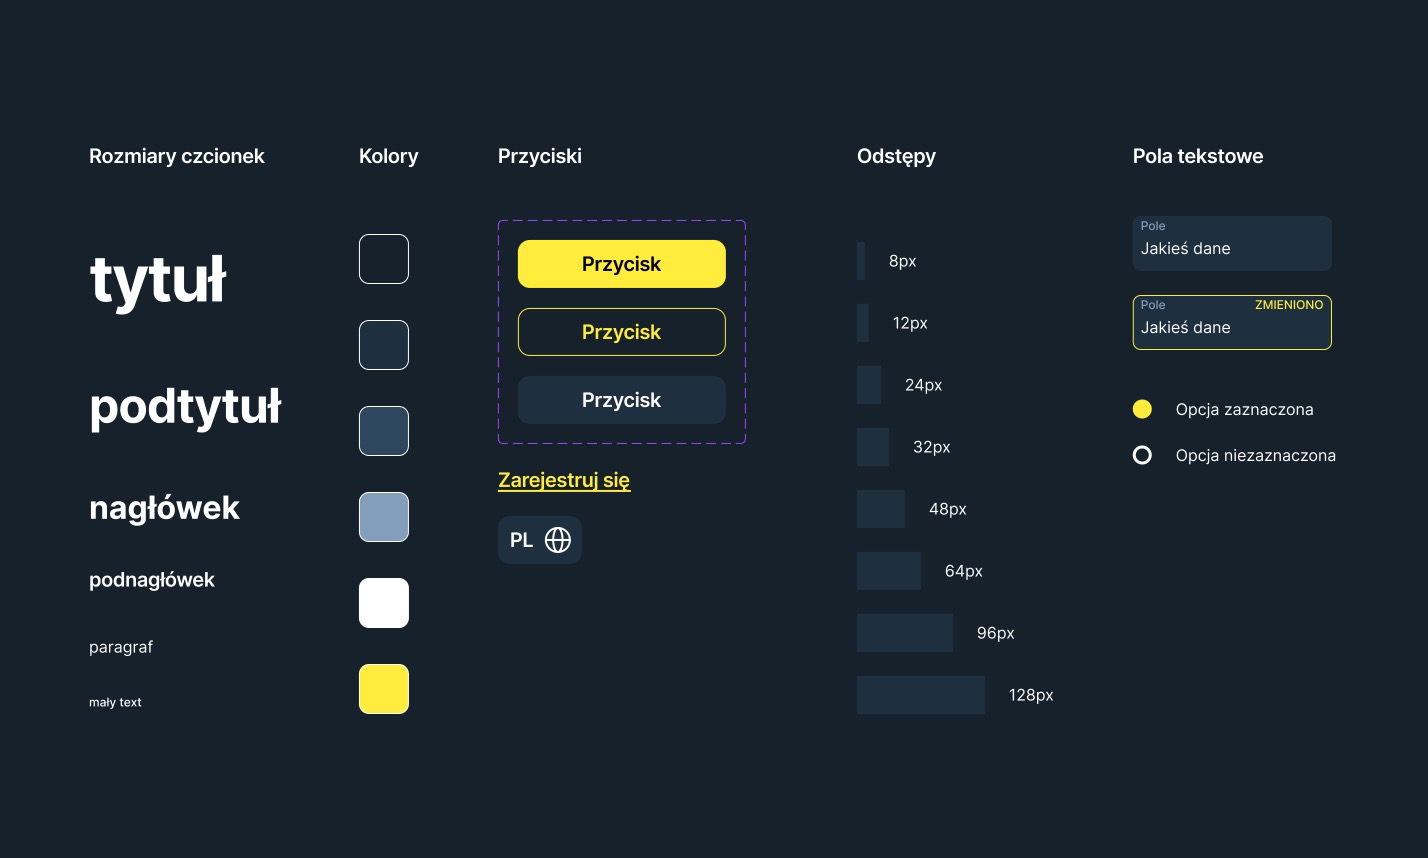 Rozmiary czcionek
tytuł
podtytuł
nagłówek
podnagłówek
paragraf
mały text
Kolory
Przyciski
Przycisk
Przycisk
Przycisk
Zarejestruj się
PL
Odstępy
8px
12px
24px
32px
48px
64px
96px
128px
Pola tekstowe
Pole
Jakieś dane
Pole ZMIENIONO
Jakieś dane
Opcja zaznaczona
Opcja niezaznaczona